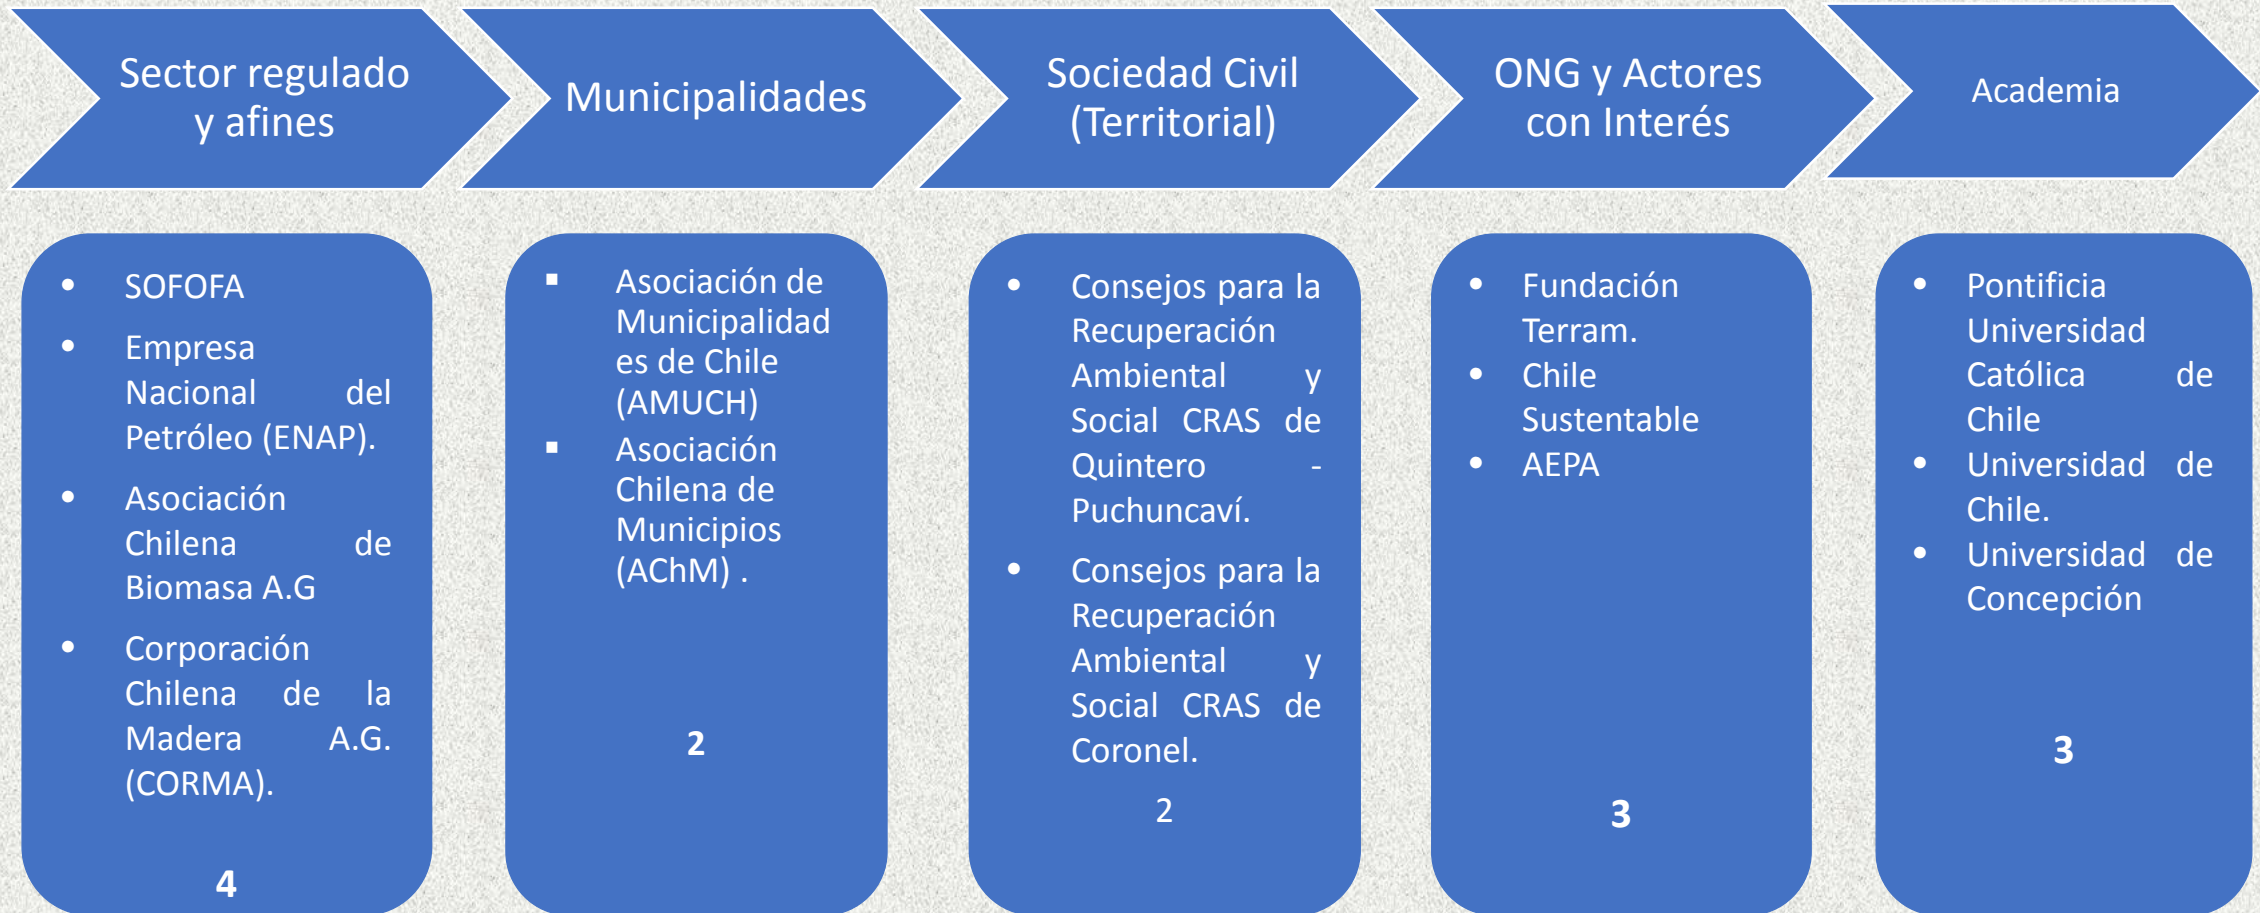 Sector regulado
y afines
Municipalidades
Sociedad Civil
(Territorial)
ONG y Actores
con Interés
Academia
• SOFOFA
• Empresa
Nacional del
Petróleo (ENAP).
• Asociación
Chilena de
Biomasa A.G
• Corporación
Chilena de la
Madera A.G.
(CORMA).
4
▪ Asociación de
Municipalidad
es de Chile
(AMUCH)
▪ Asociación
Chilena de
Municipios
(AChM) .
2
• Consejos para la
Recuperación
Ambiental y
Social CRAS de
Quintero -
Puchuncaví.
• Consejos para la
Recuperación
Ambiental y
Social CRAS de
Coronel.
2
• Fundación
Terram.
• Chile
Sustentable
• AEPA
3
• Pontificia
Universidad
Católica de
Chile
• Universidad de
Chile.
• Universidad de
Concepción
3